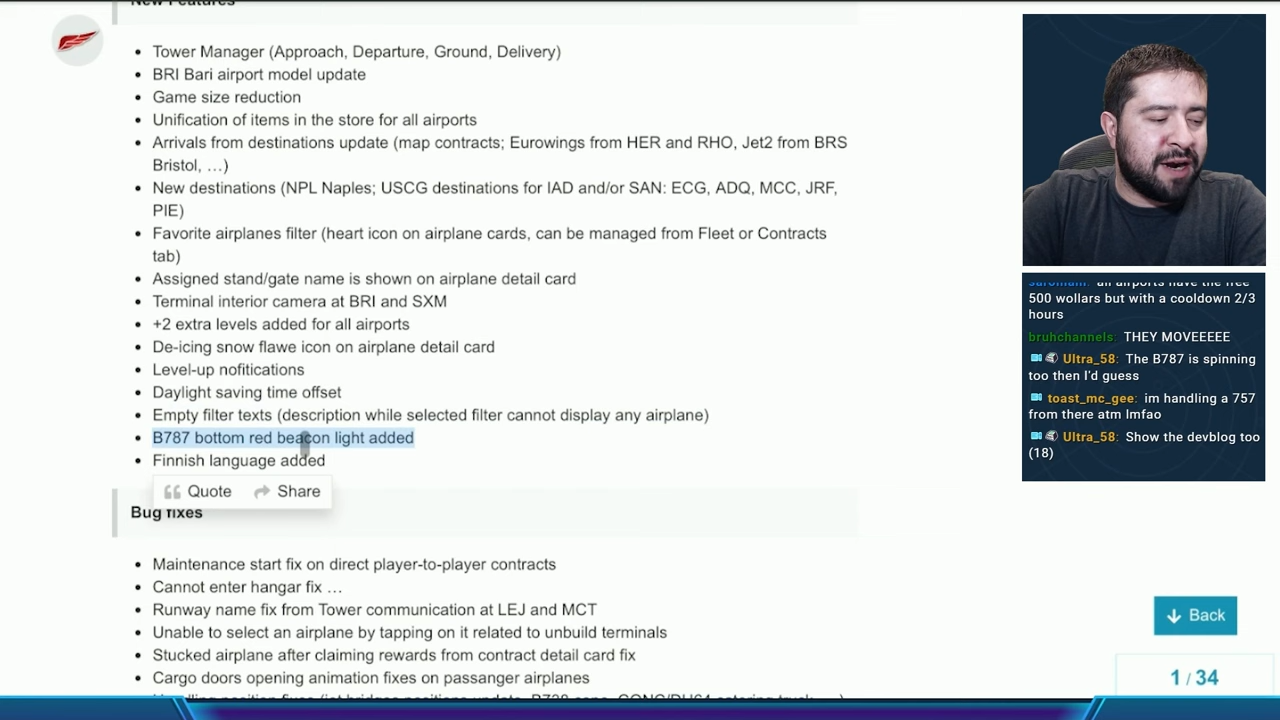 New Features
Tower Manager (Approach, Departure, Ground, Delivery)
BRI Bari airport model update
Game size reduction
Unification of items in the store for all airports
Arrivals from destinations update (map contracts; Eurowings from HER and RHO, Jet2 from BRS
Bristol, …)
New destinations (NPL Naples; USCG destinations for IAD and/or SAN: ECG, ADQ, MCC, JRF,
PIE)
Favorite airplanes filter (heart icon on airplane cards, can be managed from Fleet or Contracts
tab)
Assigned stand/gate name is shown on airplane detail card
Terminal interior camera at BRI and SXM
+2 extra levels added for all airports
De-icing snow flawe icon on airplane detail card
Level-up nofitications
Daylight saving time offset
Empty filter texts (description while selected filter cannot display any airplane)
B787 bottom red beacon light added
Finnish language added
Quote Share
Bug fixes
Maintenance start fix on direct player-to-player contracts
Cannot enter hangar fix …
Runway name fix from Tower communication at LEJ and MCT
Unable to select an airplane by tapping on it related to unbuild terminals
Stucked airplane after claiming rewards from contract detail card fix
Cargo doors opening animation fixes on passanger airplanes
all airports have the free
500 wollars but with a cooldown 2/3
hours
bruhchannels: THEY MOVEEEEE
Ultra_58: The B787 is spinning
too then I'd guess
toast_mc_gee: im handling a 757
from there atm lmfao
Ultra_58: Show the devblog too
(18)
Back
1 / 34